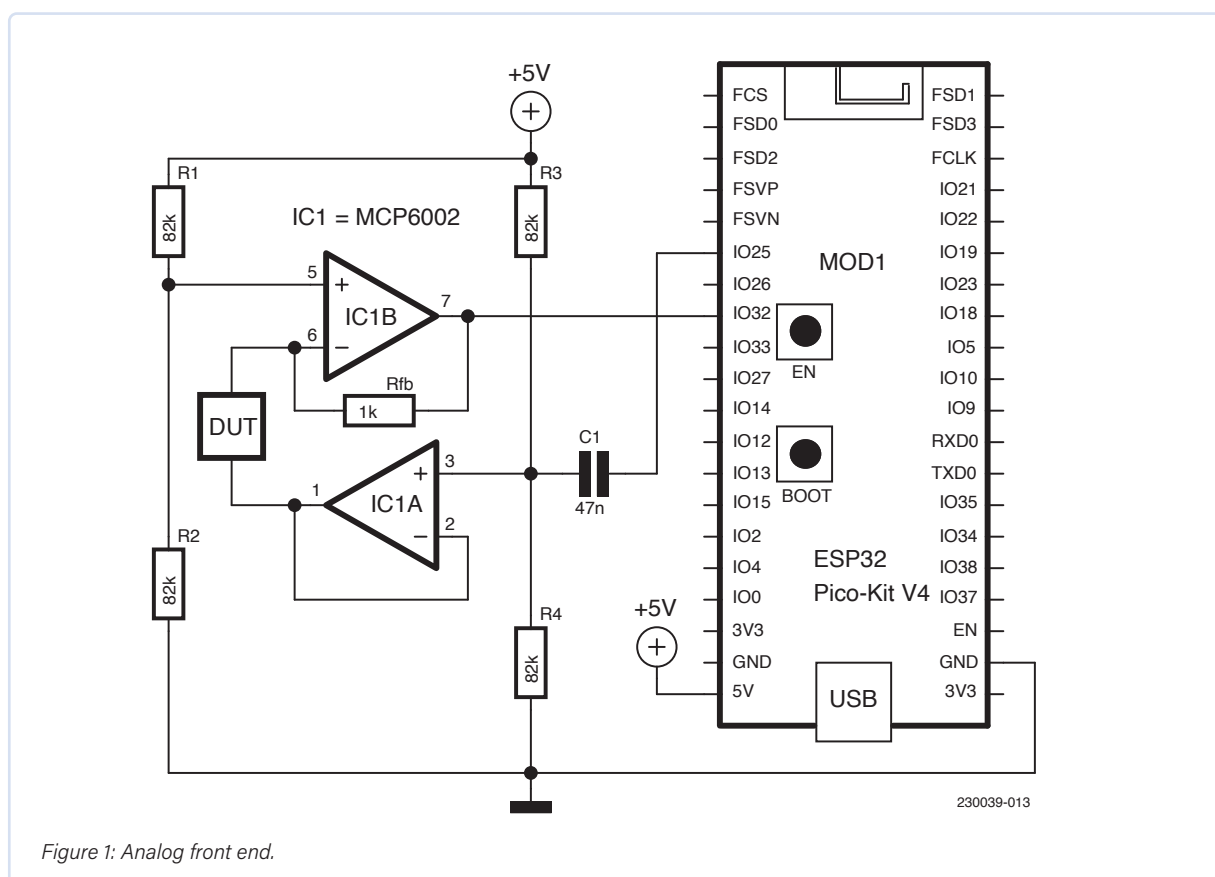 +5V
R1
R3
82k
82k
IC1 = MCP6002
5
+
IC1B
7
6
−
Rfb
1k
DUT
C1
47n
3
+
IC1A
1
2
−
R2
82k
R4
82k
+5V
FCS
FSD0
FSD2
FSVP
FSVN
IO25
IO26
IO32
IO33
IO27
IO14
IO12
IO13
IO15
IO2
IO4
IO0
3V3
GND
5V
MOD1
EN
BOOT
ESP32
Pico-Kit V4
USB
FSD1
FSD3
FCLK
IO21
IO22
IO19
IO23
IO18
IO5
IO10
IO9
RXD0
TXD0
IO35
IO34
IO38
IO37
EN
GND
3V3
230039-013
Figure 1: Analog front end.